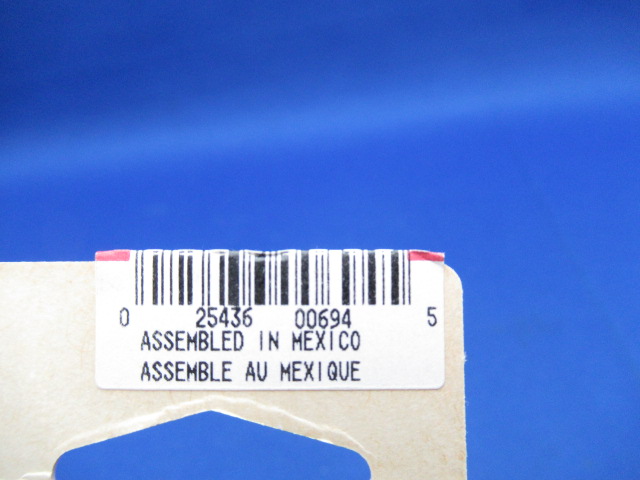 0 25436 00694 5
ASSEMBLED IN MEXICO
ASSEMBLE AU MEXIQUE